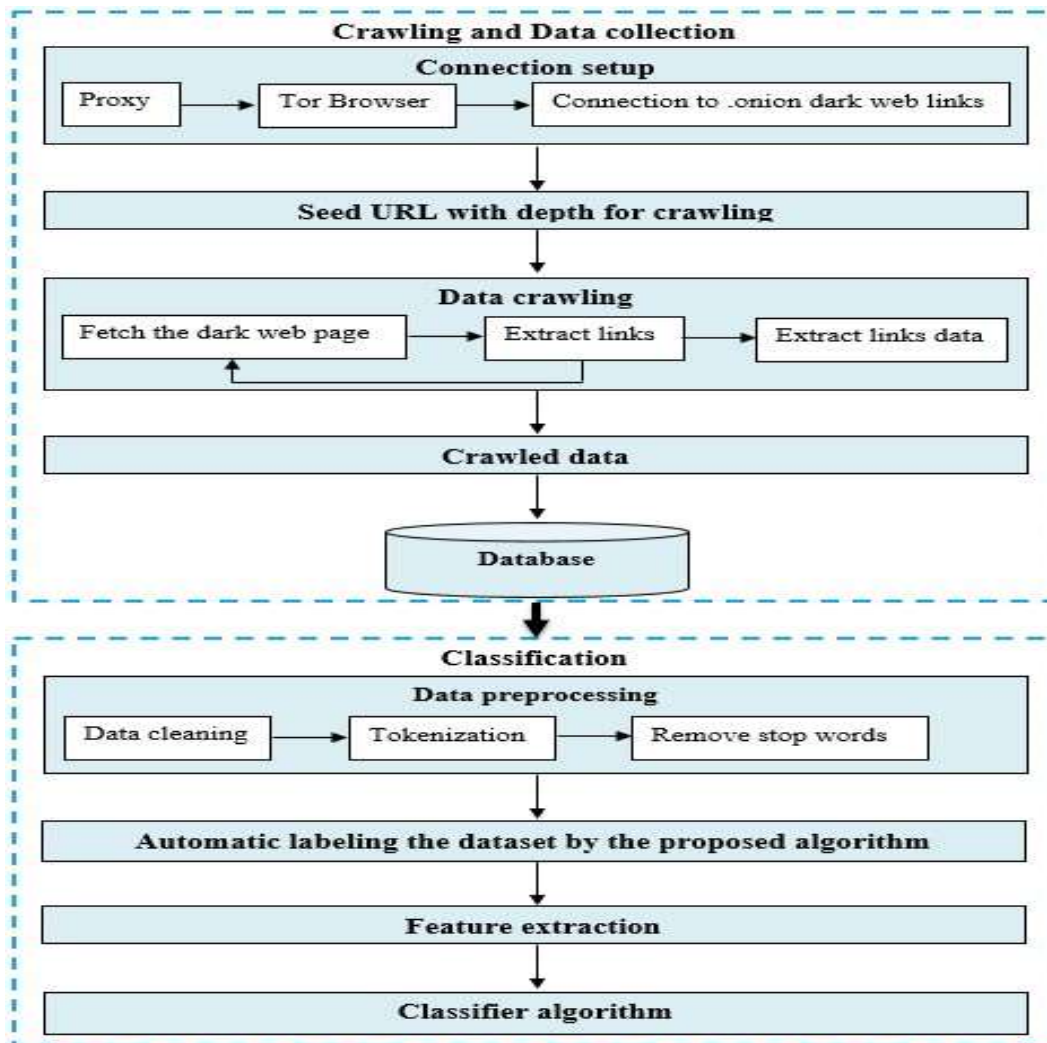 Crawling and Data collection
Connection setup
Proxy
Tor Browser
Connection to .onion dark web links
Seed URL with depth for crawling
Data crawling
Fetch the dark web page
Extract links
Extract links data
Crawled data
Database
Classification
Data preprocessing
Data cleaning
Tokenization
Remove stop words
Automatic labeling the dataset by the proposed algorithm
Feature extraction
Classifier algorithm